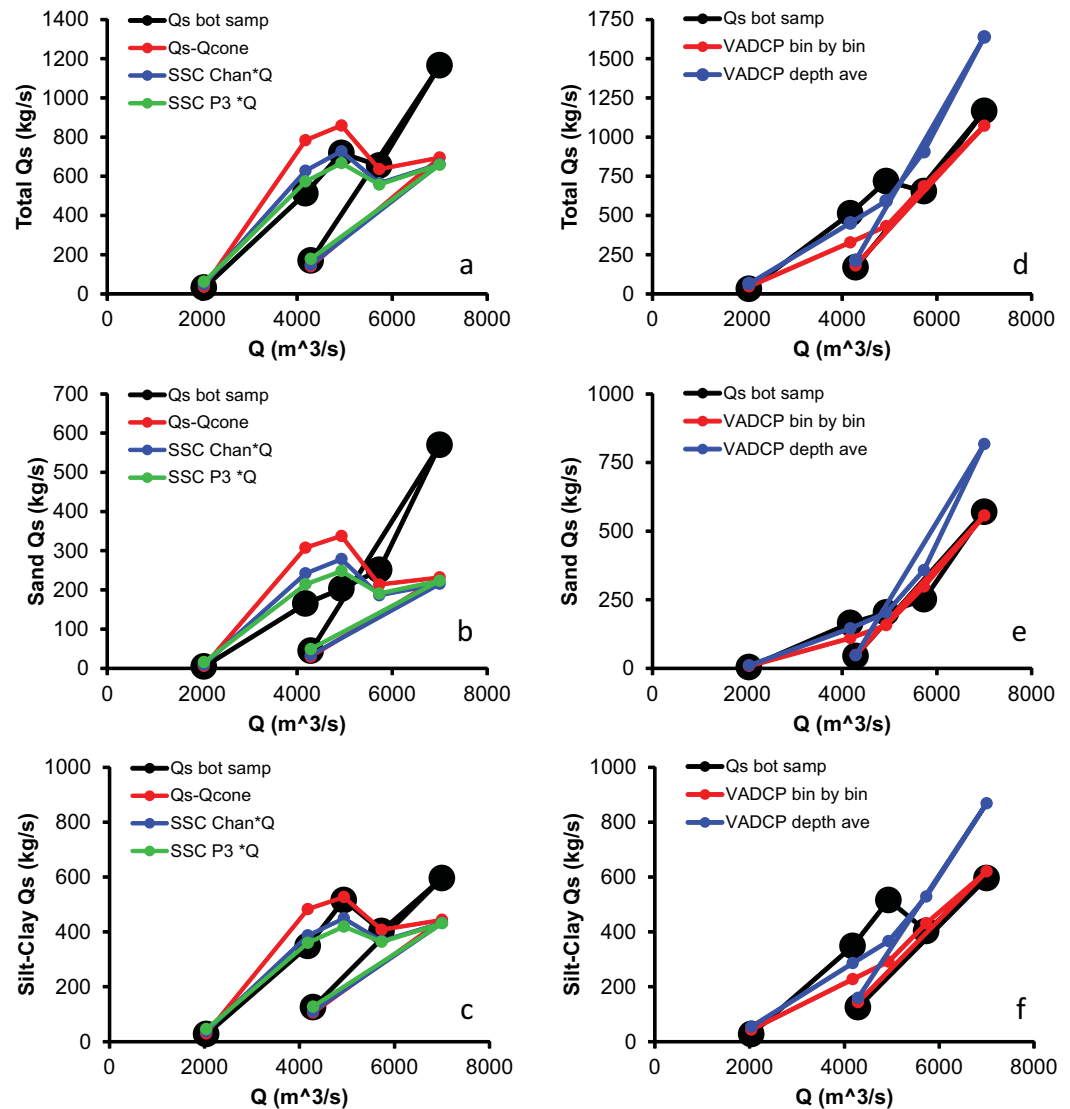 Total Qs (kg/s)
1400
1200
1000
800
600
400
200
0
Qs bot samp
Qs-Qcone
SSC Chan*Q
SSC P3 *Q
a
0 2000 4000 6000 8000
Q (m^3/s)
Total Qs (kg/s)
1750
1500
1250
1000
750
500
250
0
Qs bot samp
VADCP bin by bin
VADCP depth ave
d
0 2000 4000 6000 8000
Q (m^3/s)
Sand Qs (kg/s)
700
600
500
400
300
200
100
0
Qs bot samp
Qs-Qcone
SSC Chan*Q
SSC P3 *Q
b
0 2000 4000 6000 8000
Q (m^3/s)
Sand Qs (kg/s)
1000
750
500
250
0
Qs bot samp
VADCP bin by bin
VADCP depth ave
e
0 2000 4000 6000 8000
Q (m^3/s)
Silt-Clay Qs (kg/s)
1000
800
600
400
200
0
Qs bot samp
Qs-Qcone
SSC Chan*Q
SSC P3 *Q
c
0 2000 4000 6000 8000
Q (m^3/s)
Silt-Clay Qs (kg/s)
1000
800
600
400
200
0
Qs bot samp
VADCP bin by bin
VADCP depth ave
f
0 2000 4000 6000 8000
Q (m^3/s)